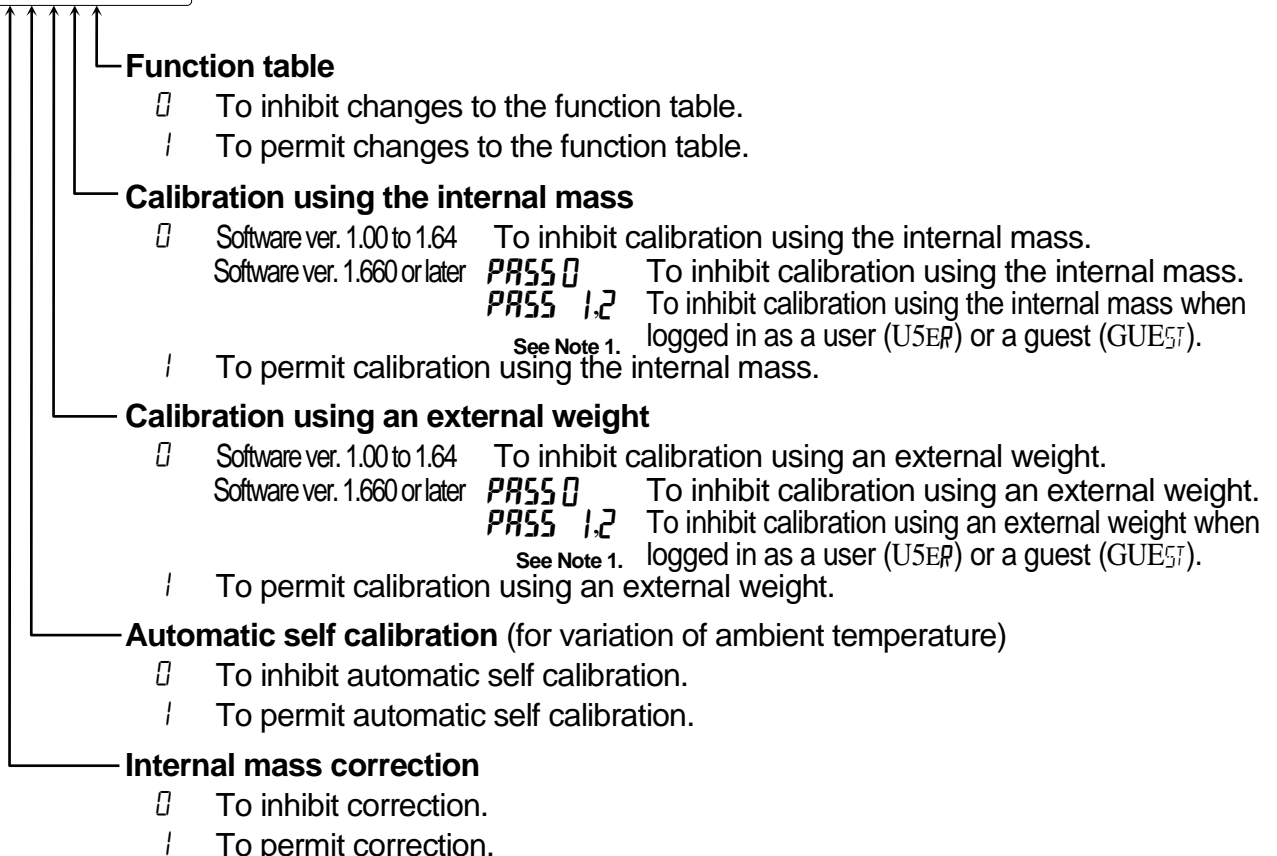 Function table
0 To inhibit changes to the function table.
1 To permit changes to the function table.
Calibration using the internal mass
0 Software ver. 1.00 to 1.64 To inhibit calibration using the internal mass.
Software ver. 1.660 or later PASS 0 To inhibit calibration using the internal mass.
PASS 1,2 To inhibit calibration using the internal mass when
See Note 1. logged in as a user (U5ER) or a guest (GUEST).
1 To permit calibration using the internal mass.
Calibration using an external weight
0 Software ver. 1.00 to 1.64 To inhibit calibration using an external weight.
Software ver. 1.660 or later PASS 0 To inhibit calibration using an external weight.
PASS 1,2 To inhibit calibration using an external weight when
See Note 1. logged in as a user (U5ER) or a guest (GUEST).
1 To permit calibration using an external weight.
Automatic self calibration (for variation of ambient temperature)
0 To inhibit automatic self calibration.
1 To permit automatic self calibration.
Internal mass correction
0 To inhibit correction.
1 To permit correction.